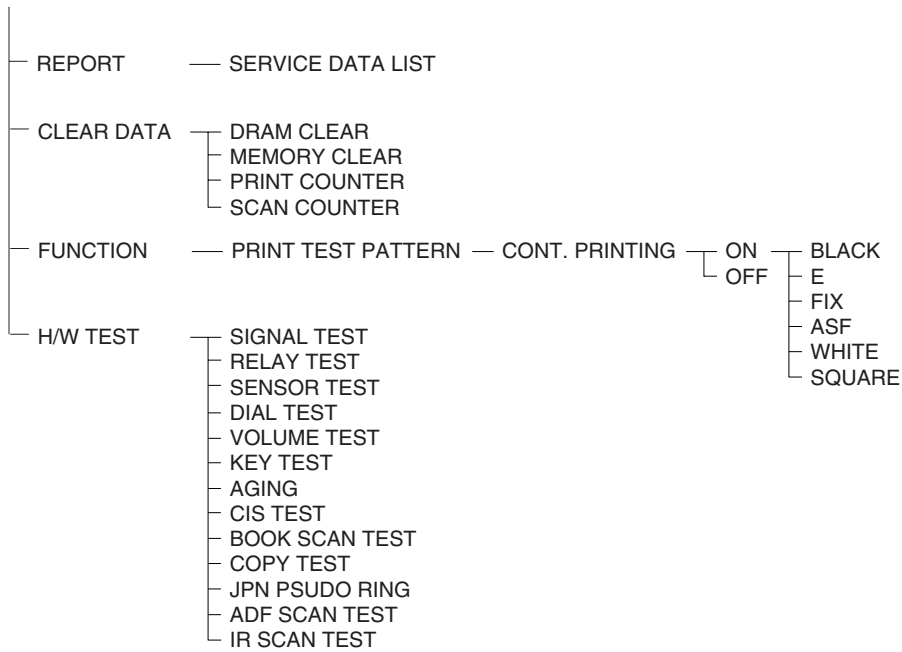 REPORT SERVICE DATA LIST
CLEAR DATA DRAM CLEAR
MEMORY CLEAR
PRINT COUNTER
SCAN COUNTER
FUNCTION PRINT TEST PATTERN CONT. PRINTING ON BLACK
OFF E
FIX
ASF
WHITE
SQUARE
H/W TEST SIGNAL TEST
RELAY TEST
SENSOR TEST
DIAL TEST
VOLUME TEST
KEY TEST
AGING
CIS TEST
BOOK SCAN TEST
COPY TEST
JPN PSUDO RING
ADF SCAN TEST
IR SCAN TEST